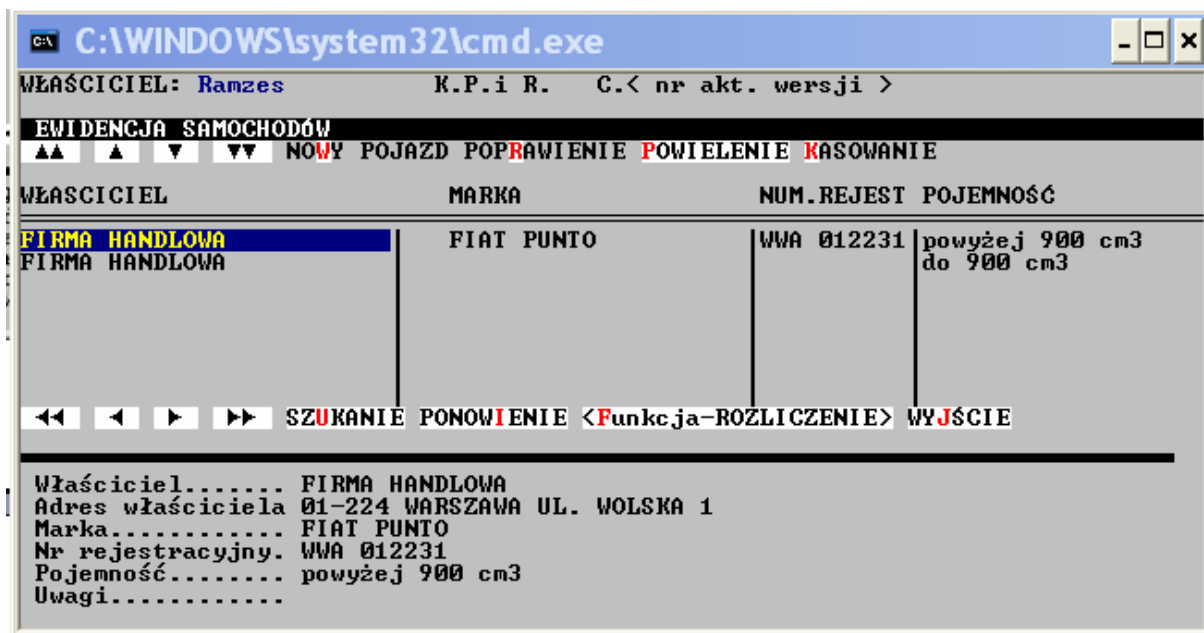 C:\WINDOWS\system32\cmd.exe
WŁAŚCICIEL: Ramzes K.P.i R. C.< nr akt. wersji >
EWIDENCJA SAMOCHODÓW
▲▲ ▲ ▼ ▼▼ NOWY POJAZD POPRAWIENIE POWIELENIE KASOWANIE
WŁASCICIEL MARKA NUM.REJEST POJEMNOŚĆ
FIRMA HANDLOWA FIAT PUNTO WWA 012231 powyżej 900 cm3
FIRMA HANDLOWA do 900 cm3
◄◄ ◄ ► ►► SZUKANIE PONOWIENIE <Funkcja-ROZLICZENIE> WYJŚCIE
Właściciel....... FIRMA HANDLOWA
Adres właściciela 01-224 WARSZAWA UL. WOLSKA 1
Marka............ FIAT PUNTO
Nr rejestracyjny. WWA 012231
Pojemność........ powyżej 900 cm3
Uwagi............